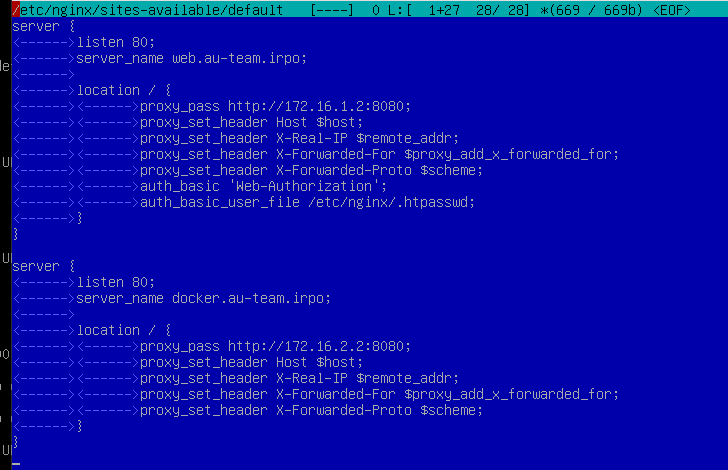 /etc/nginx/sites-available/default [----] 0 L:[ 1+27 28/ 28] *(669 / 669b) <EOF>
server {
<------>listen 80;
<------>server_name web.au-team.irpo;
<------>
<------>location / {
<------><------>proxy_pass http://172.16.1.2:8080;
<------><------>proxy_set_header Host $host;
<------><------>proxy_set_header X-Real-IP $remote_addr;
<------><------>proxy_set_header X-Forwarded-For $proxy_add_x_forwarded_for;
<------><------>proxy_set_header X-Forwarded-Proto $scheme;
<------><------>auth_basic 'Web-Authorization';
<------><------>auth_basic_user_file /etc/nginx/.htpasswd;
<------>}
}
server {
<------>listen 80;
<------>server_name docker.au-team.irpo;
<------>
<------>location / {
<------><------>proxy_pass http://172.16.2.2:8080;
<------><------>proxy_set_header Host $host;
<------><------>proxy_set_header X-Real-IP $remote_addr;
<------><------>proxy_set_header X-Forwarded-For $proxy_add_x_forwarded_for;
<------><------>proxy_set_header X-Forwarded-Proto $scheme;
<------>}
}